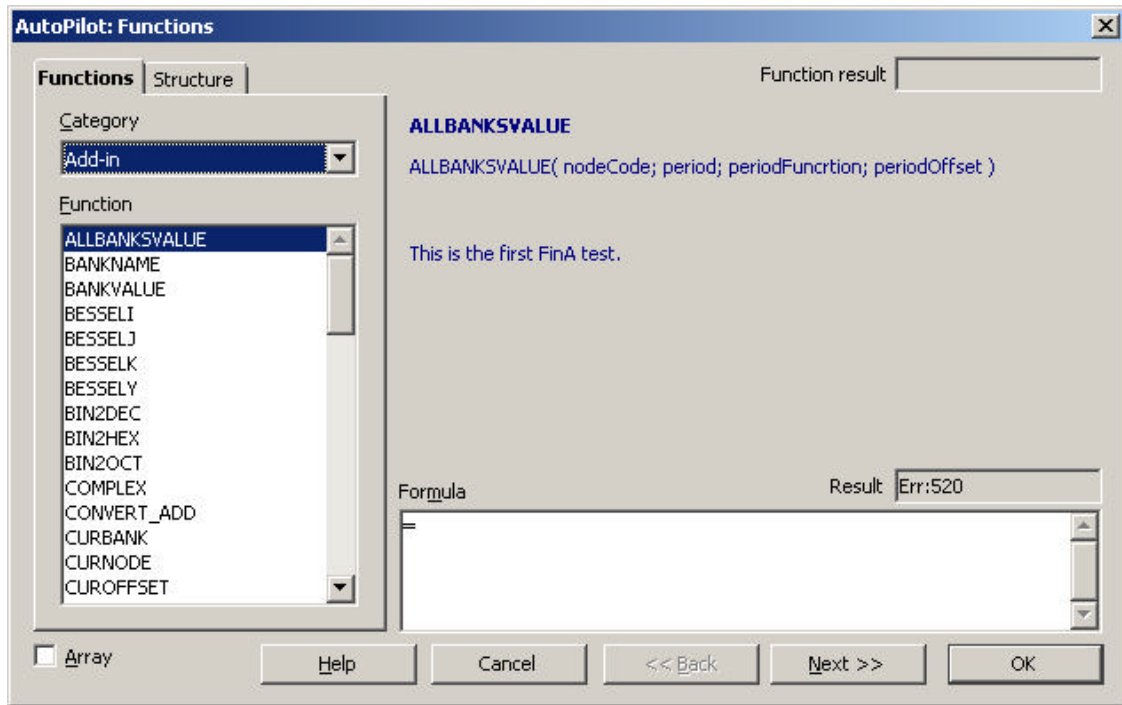 AutoPilot: Functions
Functions
Structure
Function result
Category
Add-in
Function
ALLBANKSVALUE
BANKNAME
BANKVALUE
BESSELI
BESSELJ
BESSELK
BESSELY
BIN2DEC
BIN2HEX
BIN2OCT
COMPLEX
CONVERT_ADD
CURBANK
CURNODE
CUROFFSET
ALLBANKSVALUE
ALLBANKSVALUE( nodeCode; period; periodFuncrtion; periodOffset )
This is the first FinA test.
Formula
Result Err:520
=
Array
Help
Cancel
<< Back
Next >>
OK